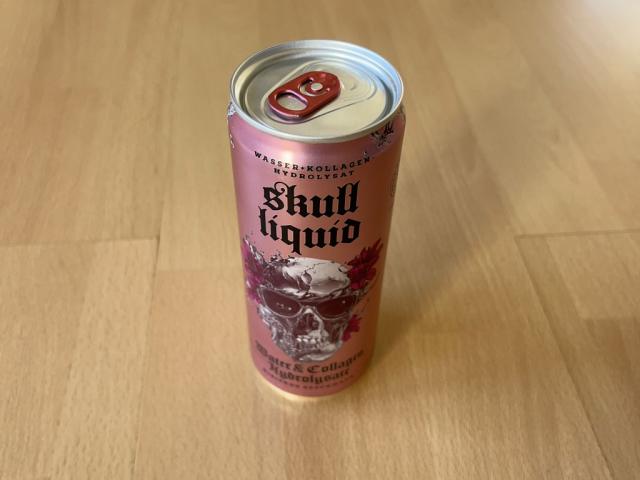 WASSER+KOLLAGEN-
HYDROLYSAT
skull
liquid
Water & Collagen
Hydrolysate